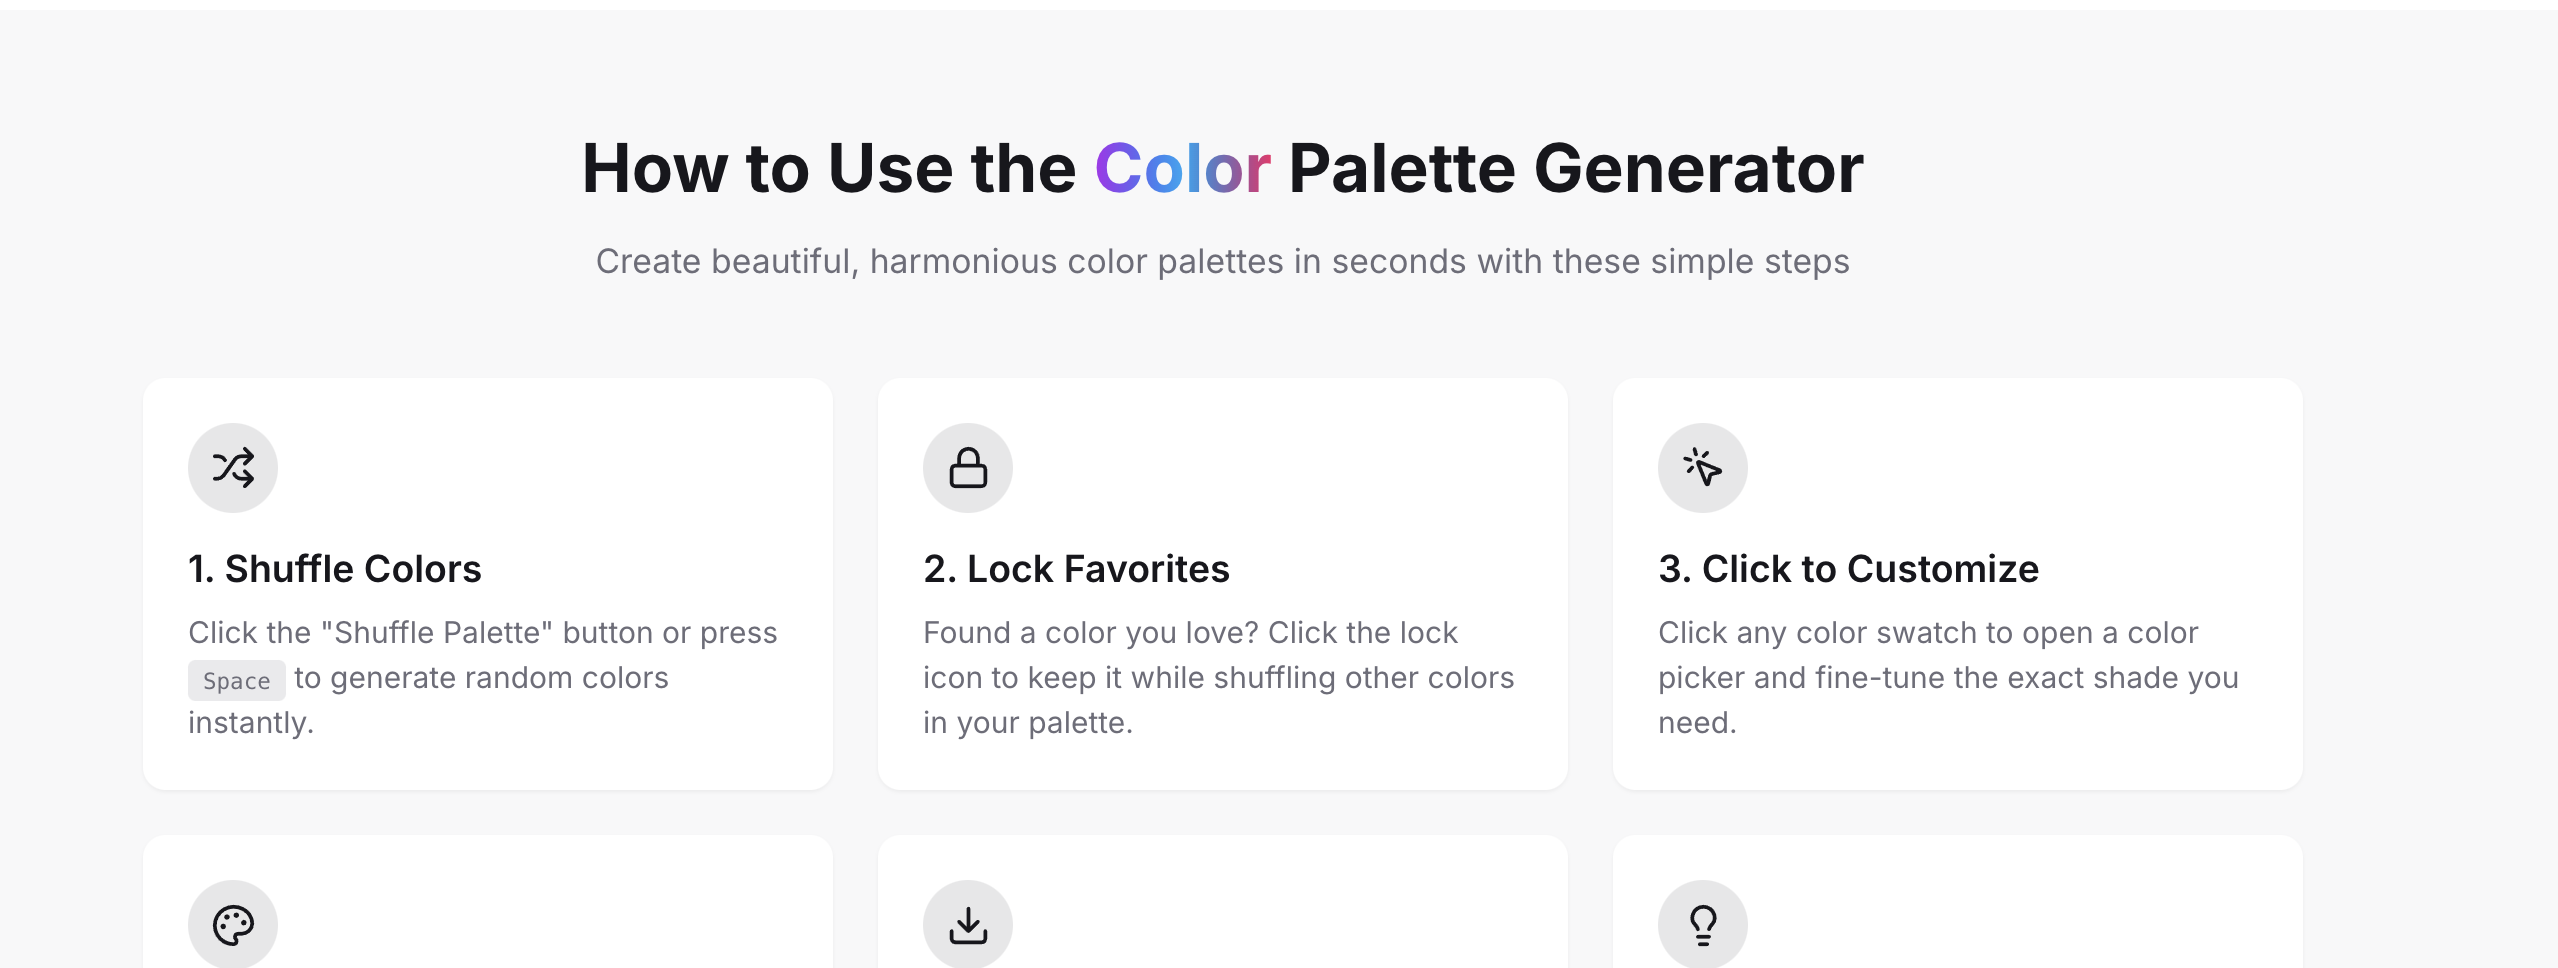 How to Use the Color Palette Generator
Create beautiful, harmonious color palettes in seconds with these simple steps
1. Shuffle Colors
Click the "Shuffle Palette" button or press
Space to generate random colors
instantly.
2. Lock Favorites
Found a color you love? Click the lock
icon to keep it while shuffling other colors
in your palette.
3. Click to Customize
Click any color swatch to open a color
picker and fine-tune the exact shade you
need.